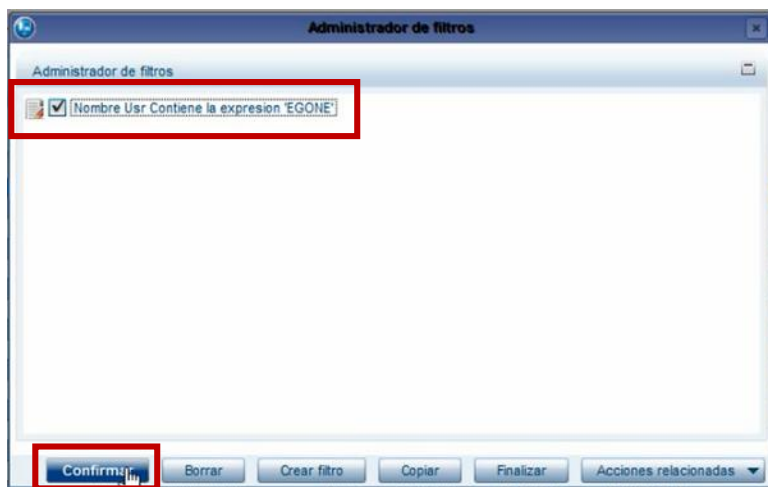 Administrador de filtros
Administrador de filtros
Nombre Usr Contiene la expresion 'EGONE'
Confirmar Borrar Crear filtro Copiar Finalizar Acciones relacionadas